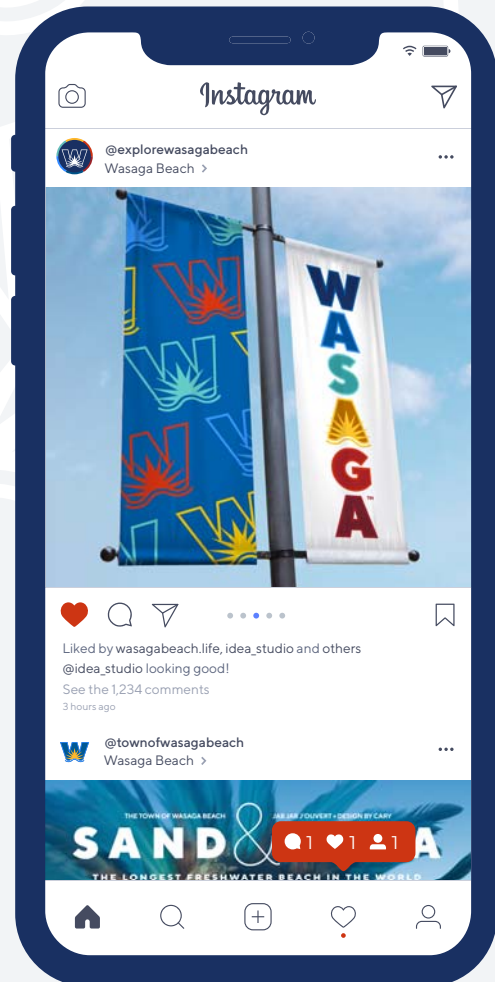 Instagram
@explorewasagabeach
Wasaga Beach >
WASAGA™
Liked by wasagabeach.life, idea_studio and others
@idea_studio looking good!
See the 1,234 comments
3 hours ago
@townofwasagabeach
Wasaga Beach >
THE TOWN OF WASAGA BEACH
SAND &
A
1 1 1
THE LONGEST FRESHWATER BEACH IN THE WORLD